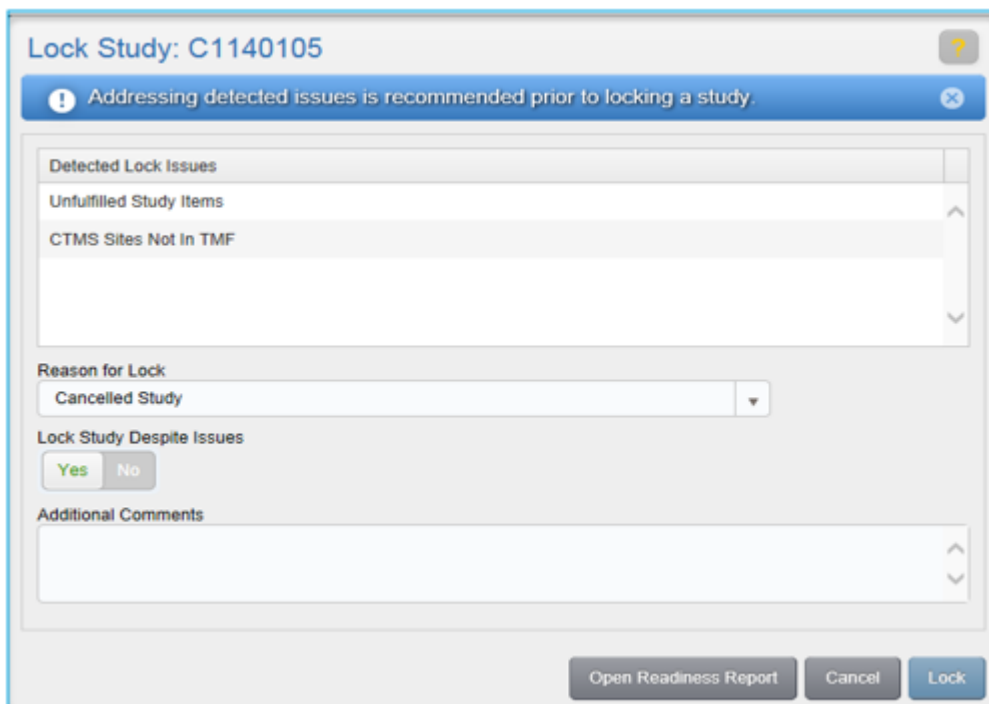 Lock Study: C1140105
?
! Addressing detected issues is recommended prior to locking a study.
Detected Lock Issues
Unfulfilled Study Items
CTMS Sites Not In TMF
Reason for Lock
Cancelled Study
Lock Study Despite Issues
Yes No
Additional Comments
Open Readiness Report Cancel Lock